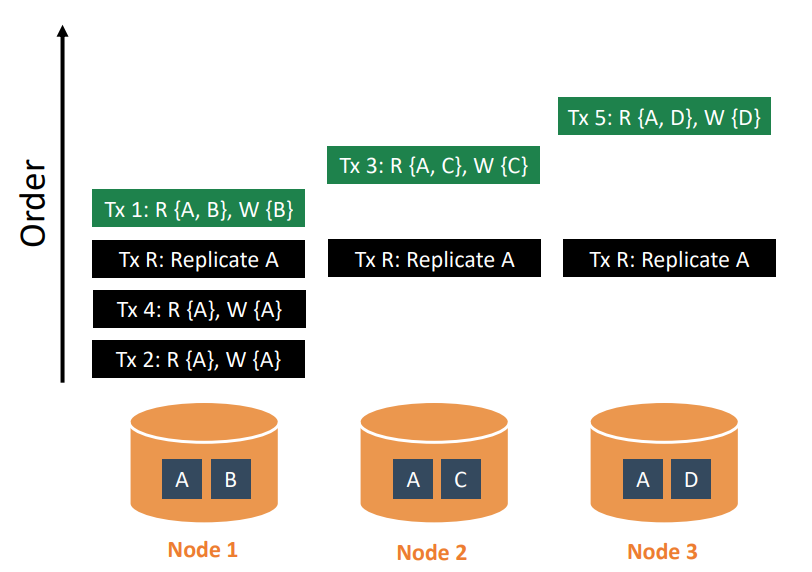 Order
Tx 5: R {A, D}, W {D}
Tx 3: R {A, C}, W {C}
Tx 1: R {A, B}, W {B}
Tx R: Replicate A
Tx R: Replicate A
Tx R: Replicate A
Tx 4: R {A}, W {A}
Tx 2: R {A}, W {A}
A B
A C
A D
Node 1
Node 2
Node 3